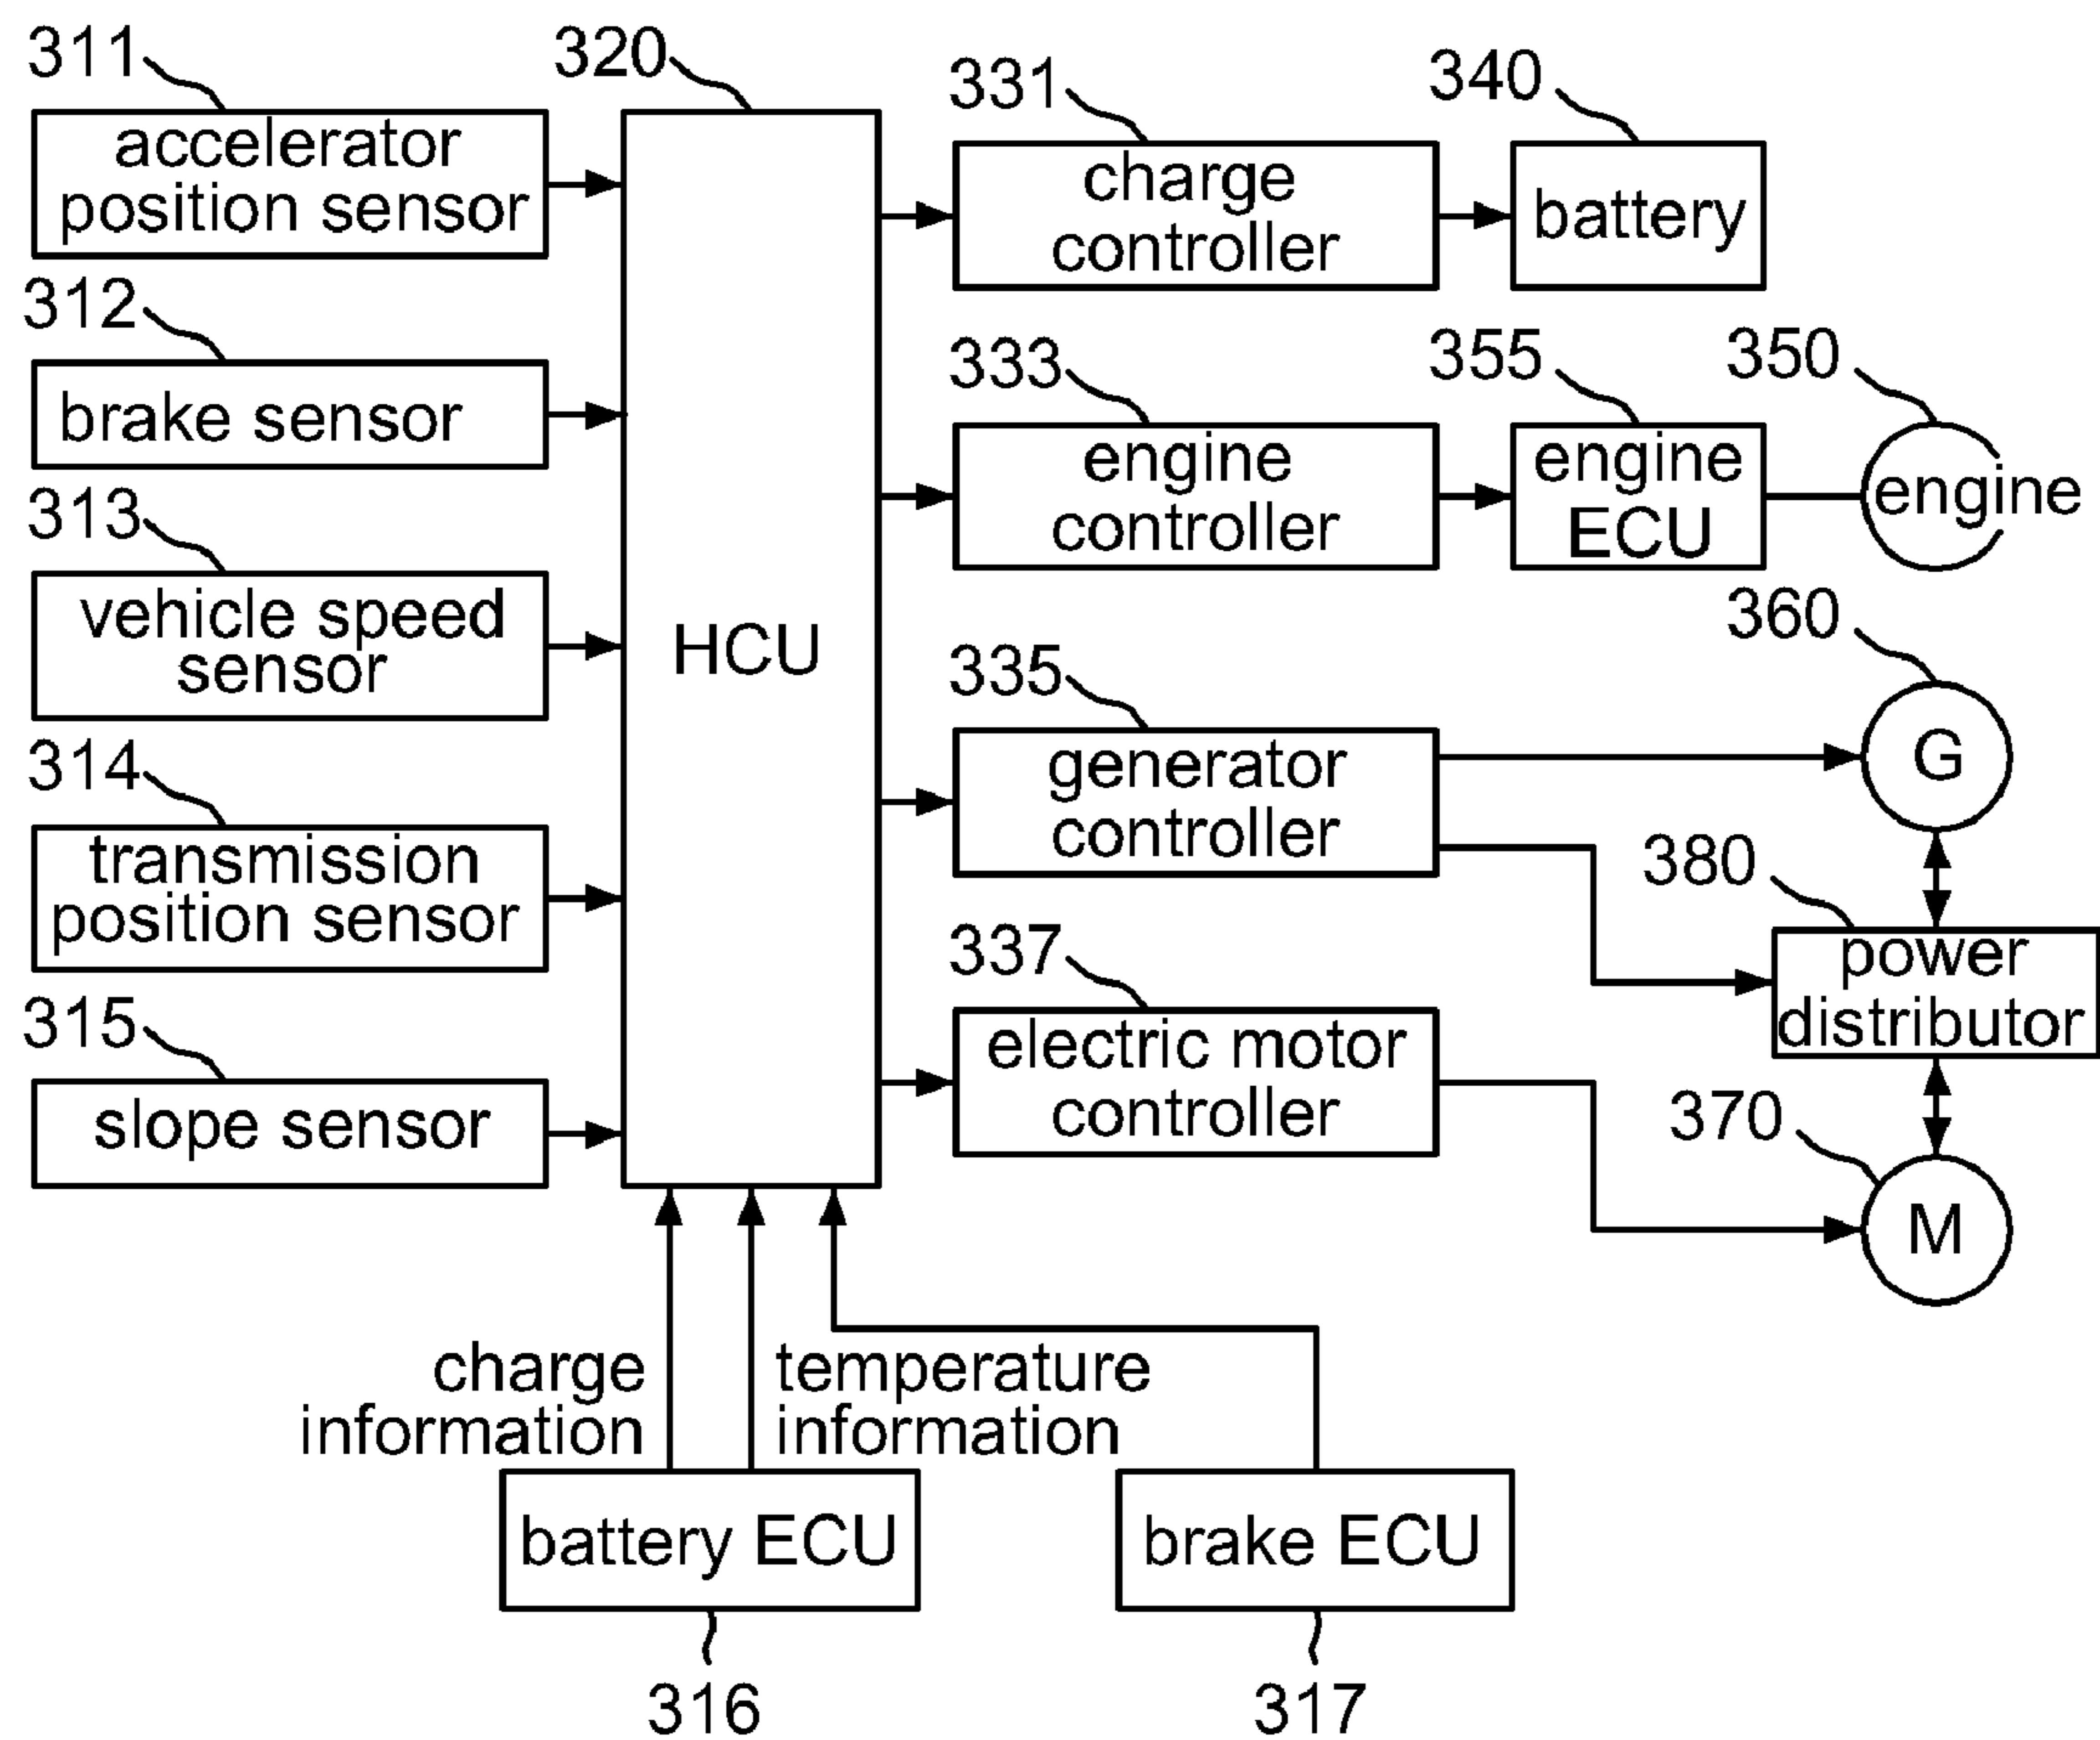 311
accelerator
position sensor
312
brake sensor
313
vehicle speed
sensor
314
transmission
position sensor
315
slope sensor
320
HCU
331
charge
controller
340
battery
333
engine
controller
355
engine
ECU
350
engine
335
generator
controller
360
G
380
power
distributor
337
electric motor
controller
370
M
charge
information
temperature
information
battery ECU
316
brake ECU
317